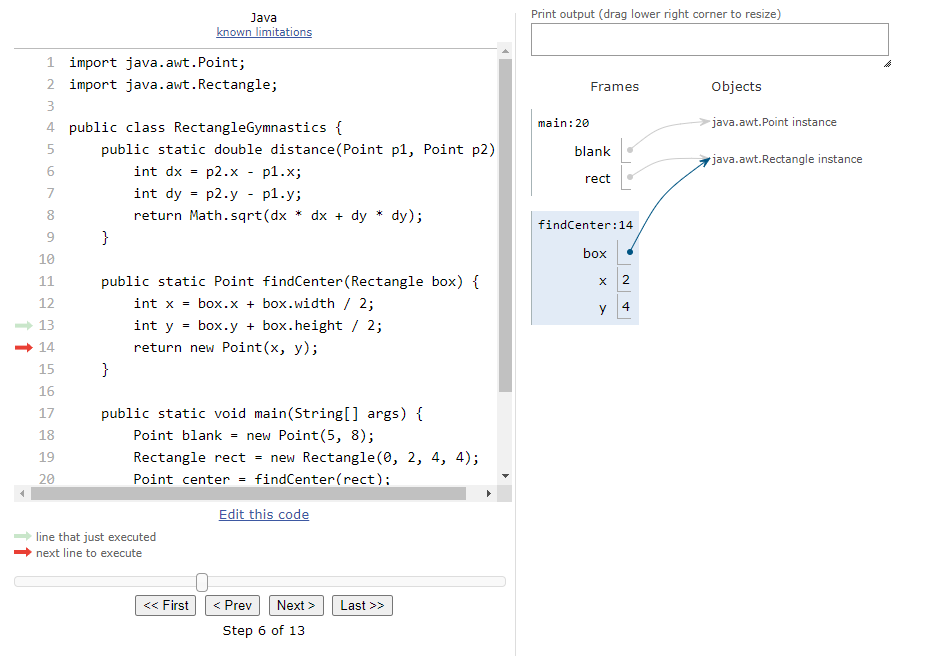 Java
known limitations
1 import java.awt.Point;
2 import java.awt.Rectangle;
3
4 public class RectangleGymnastics {
5     public static double distance(Point p1, Point p2)
6         int dx = p2.x - p1.x;
7         int dy = p2.y - p1.y;
8         return Math.sqrt(dx * dx + dy * dy);
9     }
10
11     public static Point findCenter(Rectangle box) {
12         int x = box.x + box.width / 2;
13         int y = box.y + box.height / 2;
14         return new Point(x, y);
15     }
16
17     public static void main(String[] args) {
18         Point blank = new Point(5, 8);
19         Rectangle rect = new Rectangle(0, 2, 4, 4);
20         Point center = findCenter(rect);
Edit this code
line that just executed
next line to execute
<< First
< Prev
Next >
Last >>
Step 6 of 13
Print output (drag lower right corner to resize)
Frames
Objects
main:20
blank
rect
java.awt.Point instance
java.awt.Rectangle instance
findCenter:14
box
x 2
y 4